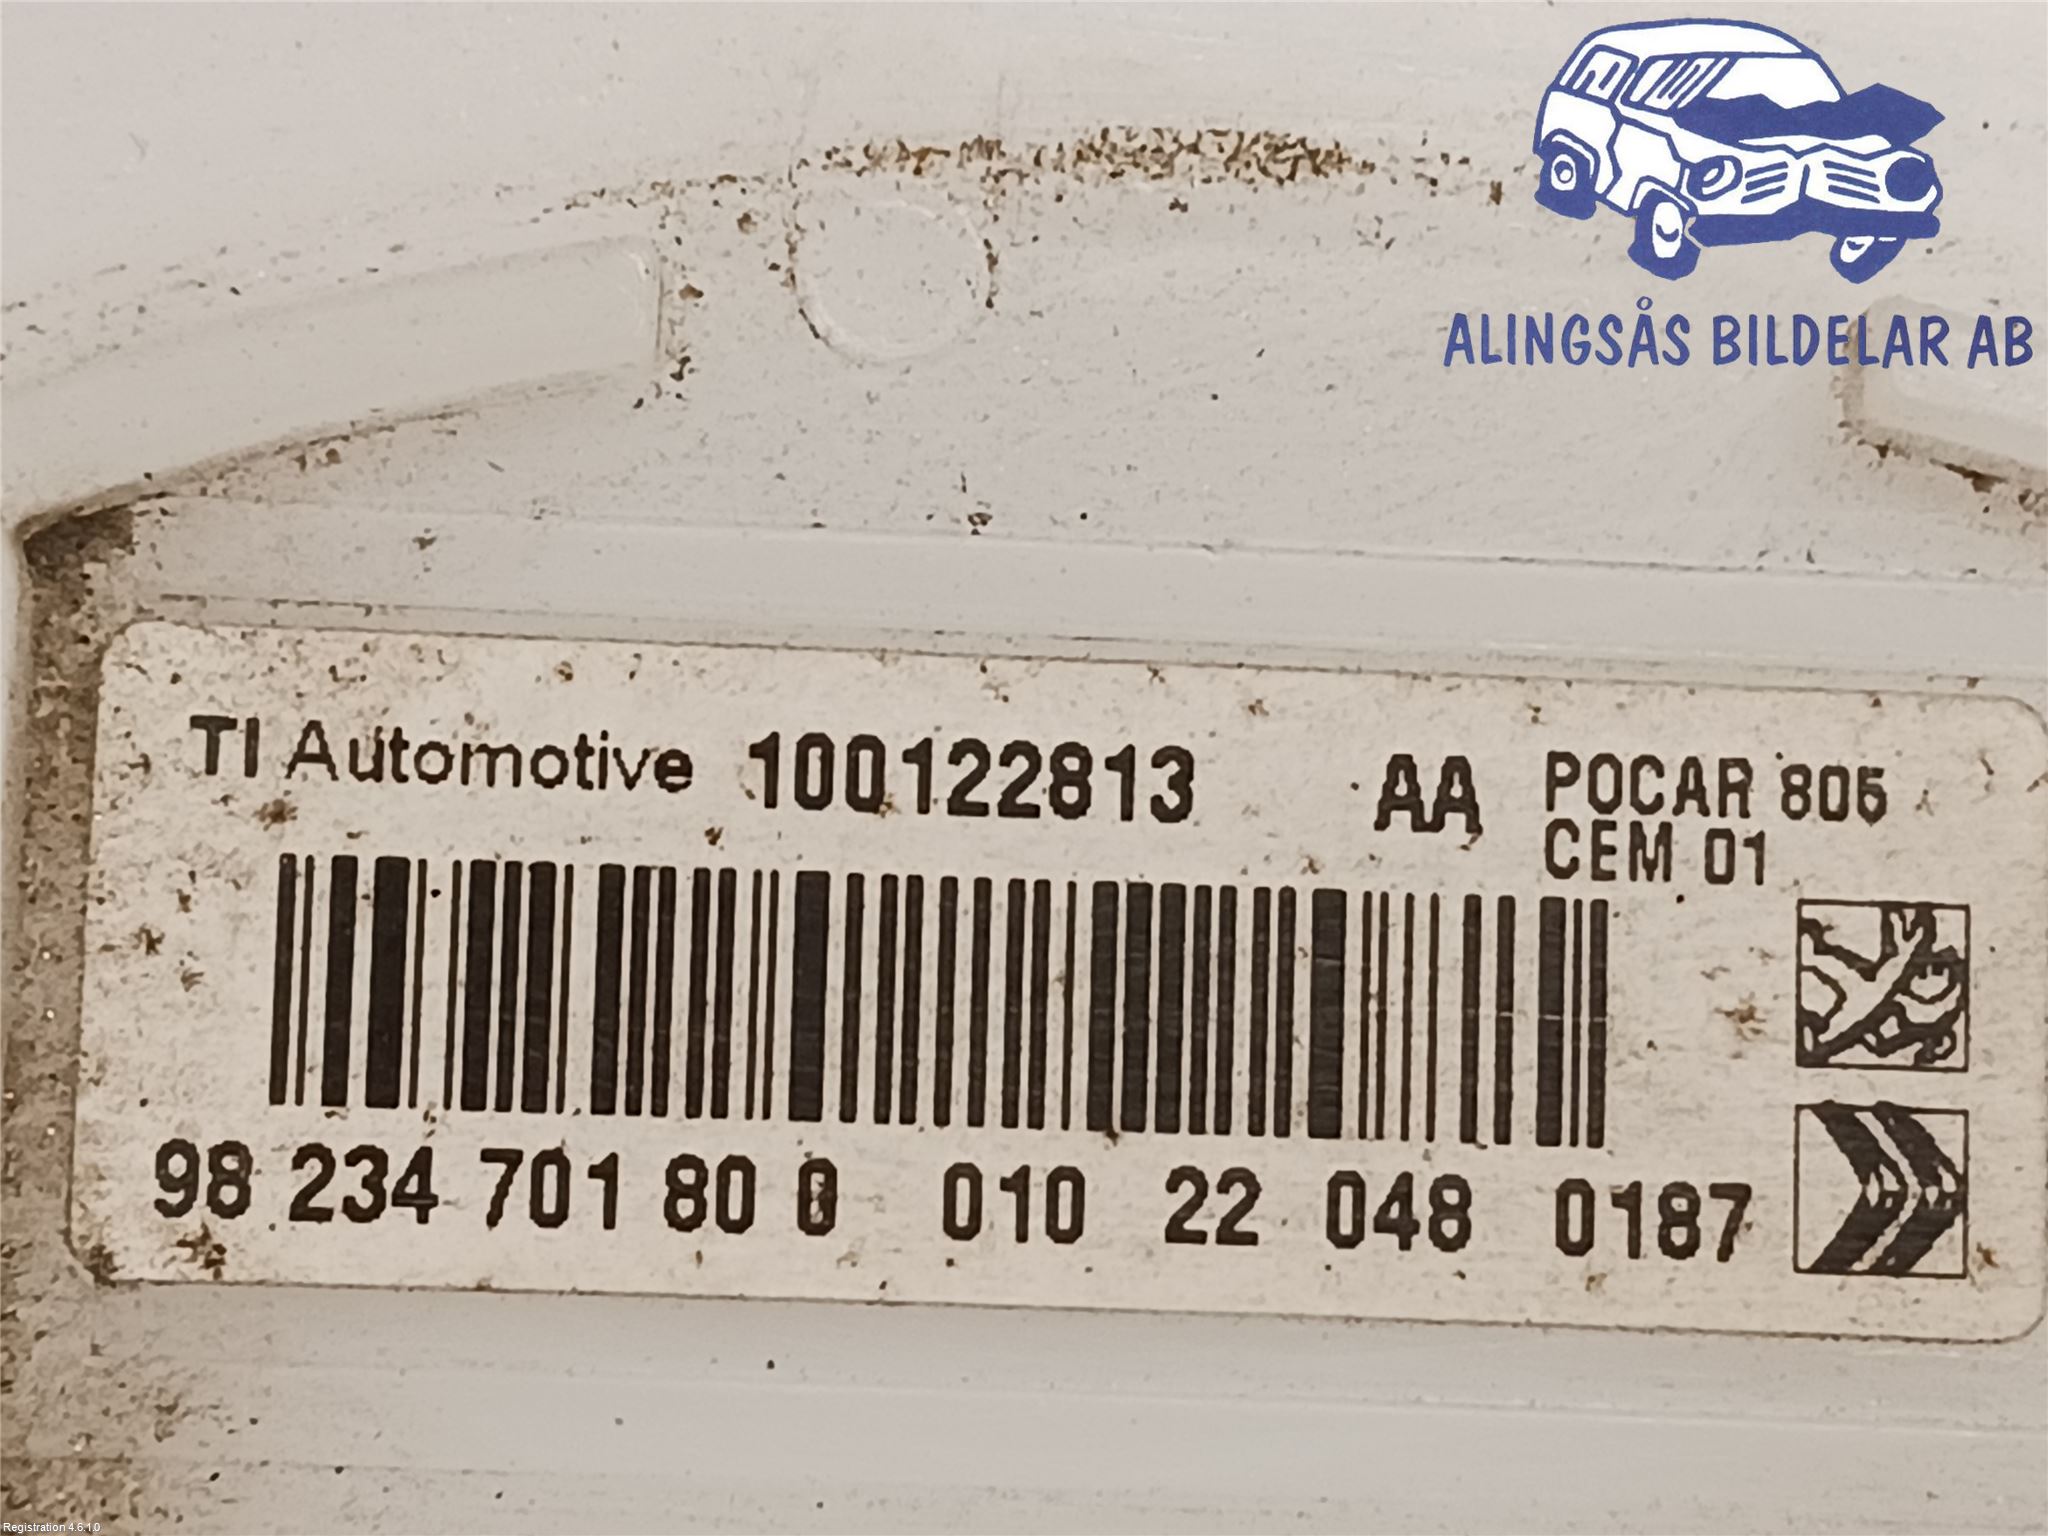 ALINGSÅS BILDELAR AB
TI Automotive 100122813 AA POCAR 805
CEM 01
98 234 701 80 0 010 22 048 0187
Registration 4.6.1.0